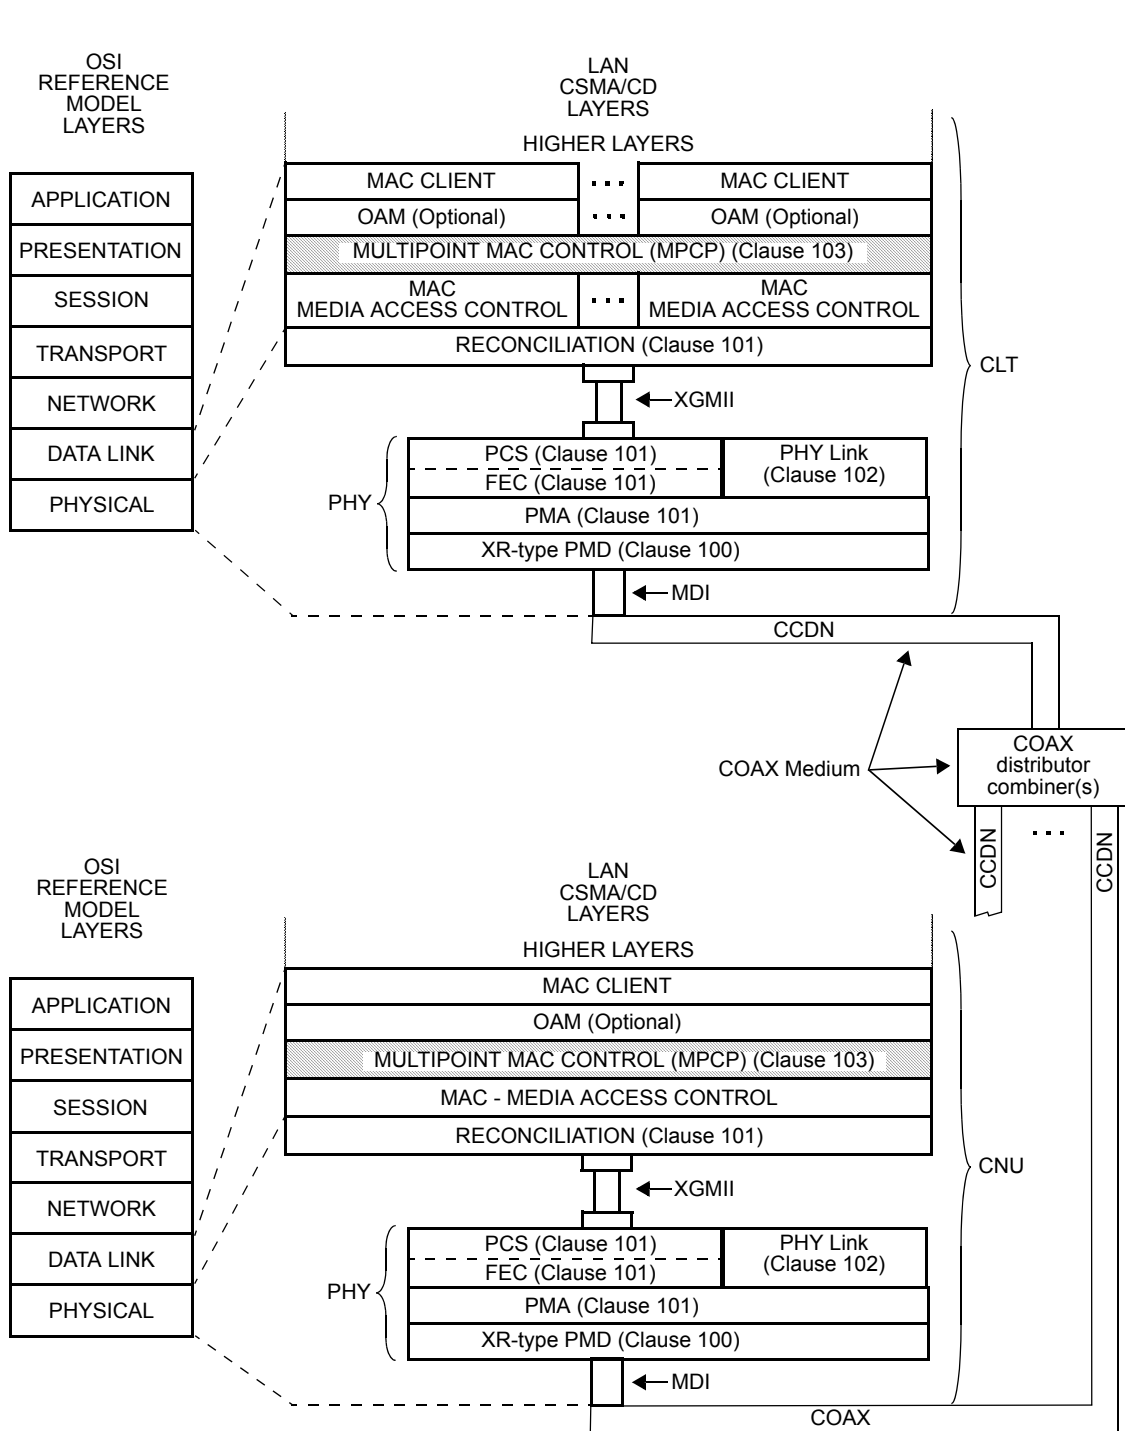 OSI
REFERENCE
MODEL
LAYERS
LAN
CSMA/CD
LAYERS
HIGHER LAYERS
APPLICATION
PRESENTATION
SESSION
TRANSPORT
NETWORK
DATA LINK
PHYSICAL
MAC CLIENT
MAC CLIENT
OAM (Optional)
OAM (Optional)
MULTIPOINT MAC CONTROL (MPCP) (Clause 103)
MAC
MEDIA ACCESS CONTROL
MAC
MEDIA ACCESS CONTROL
RECONCILIATION (Clause 101)
XGMII
CLT
PHY
PCS (Clause 101)
FEC (Clause 101)
PHY Link
(Clause 102)
PMA (Clause 101)
XR-type PMD (Clause 100)
MDI
CCDN
COAX Medium
COAX
distributor
combiner(s)
CCDN
CCDN
OSI
REFERENCE
MODEL
LAYERS
LAN
CSMA/CD
LAYERS
HIGHER LAYERS
APPLICATION
PRESENTATION
SESSION
TRANSPORT
NETWORK
DATA LINK
PHYSICAL
MAC CLIENT
OAM (Optional)
MULTIPOINT MAC CONTROL (MPCP) (Clause 103)
MAC - MEDIA ACCESS CONTROL
RECONCILIATION (Clause 101)
XGMII
CNU
PHY
PCS (Clause 101)
FEC (Clause 101)
PHY Link
(Clause 102)
PMA (Clause 101)
XR-type PMD (Clause 100)
MDI
COAX